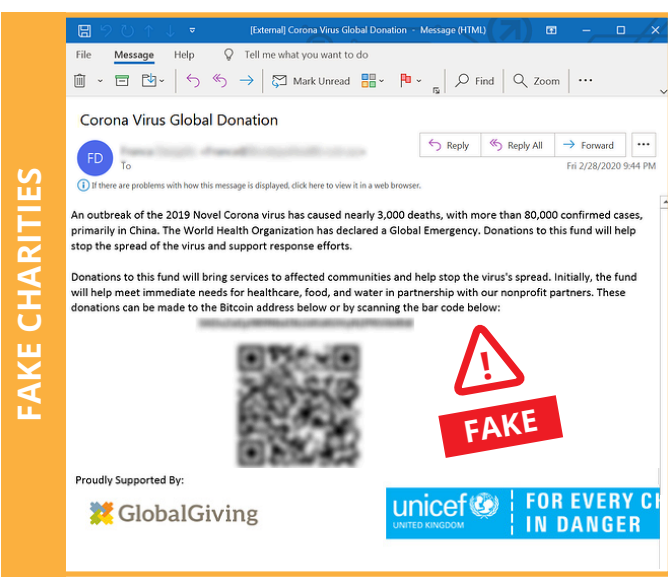 FAKE CHARITIES
[External] Corona Virus Global Donation - Message (HTML)
File Message Help Tell me what you want to do
Mark Unread Find Zoom
Corona Virus Global Donation
Reply Reply All Forward
FD
To
Fri 2/28/2020 9:44 PM
If there are problems with how this message is displayed, click here to view it in a web browser.
An outbreak of the 2019 Novel Corona virus has caused nearly 3,000 deaths, with more than 80,000 confirmed cases,
primarily in China. The World Health Organization has declared a Global Emergency. Donations to this fund will help
stop the spread of the virus and support response efforts.
Donations to this fund will bring services to affected communities and help stop the virus's spread. Initially, the fund
will help meet immediate needs for healthcare, food, and water in partnership with our nonprofit partners. These
donations can be made to the Bitcoin address below or by scanning the bar code below:
!
FAKE
Proudly Supported By:
GlobalGiving
unicef
UNITED KINGDOM
FOR EVERY CH
IN DANGER